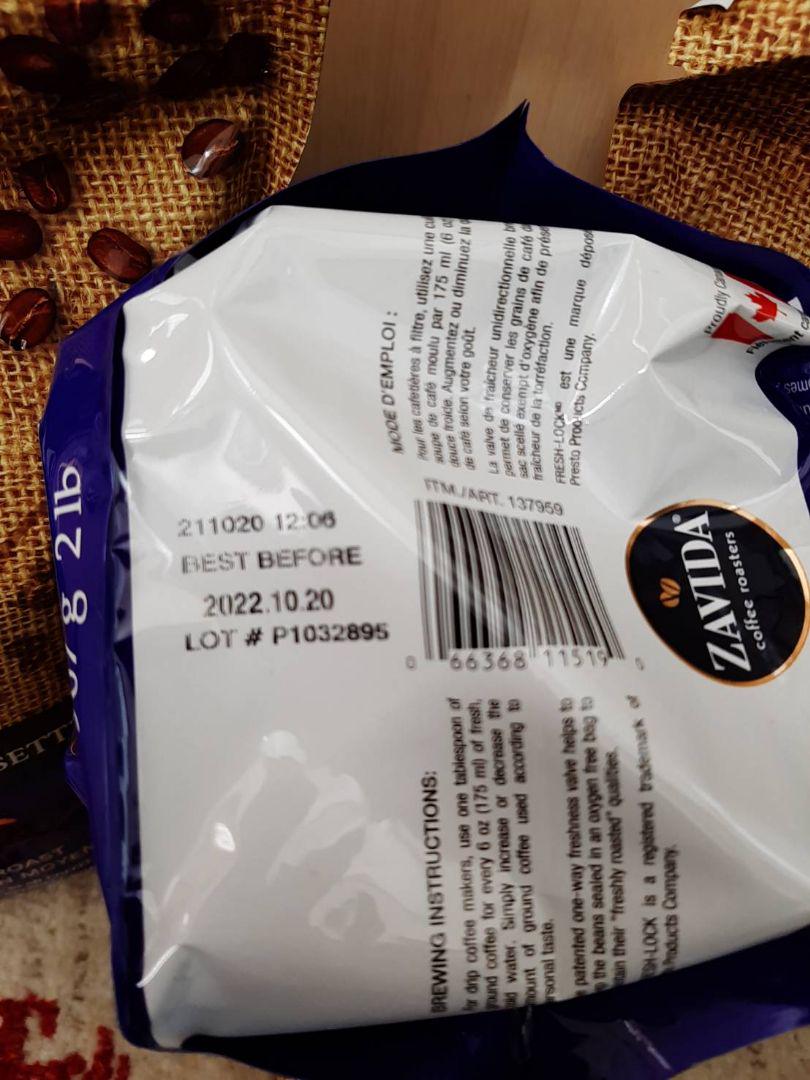 211020 12:06
BEST BEFORE
2022.10.20
LOT # P1032895
MODE D'EMPLOI :
Pour les cafetières à filtre, utilisez une
soupe de café moulu par 175 ml (6 oz
douce froide. Augmentez ou diminuez la
de café selon votre goût.
La valve de fraîcheur unidirectionnelle
permet de conserver les grains de café
sac scellé exempt d'oxygène afin de
fraîcheur de la torréfaction.
FRESH-LOCK est une marque
Presto Products Company.
ITM./ART. 137959
0 66368 11519 0
BREWING INSTRUCTIONS:
drip coffee makers, use one tablespoon of
coffee for every 6 oz (175 ml) of fresh,
water. Simply increase or decrease the
of ground coffee used according to
taste.
patented one-way freshness valve helps to
the beans sealed in an oxygen free bag to
their "freshly roasted" qualities.
is a registered trademark of
Products Company.
ZAVIDA®
coffee roasters
Proudly
g 2 lb